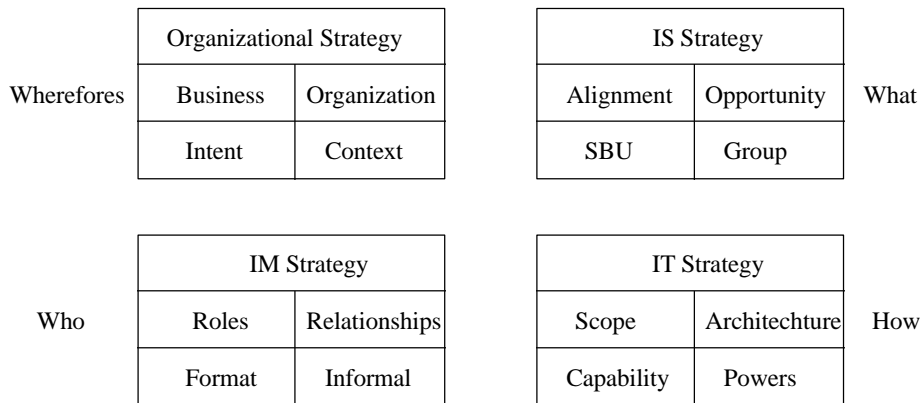 Organizational Strategy
IS Strategy
Wherefores
Business
Organization
Alignment
Opportunity
What
Intent
Context
SBU
Group
IM Strategy
IT Strategy
Who
Roles
Relationships
Scope
Architechture
How
Format
Informal
Capability
Powers